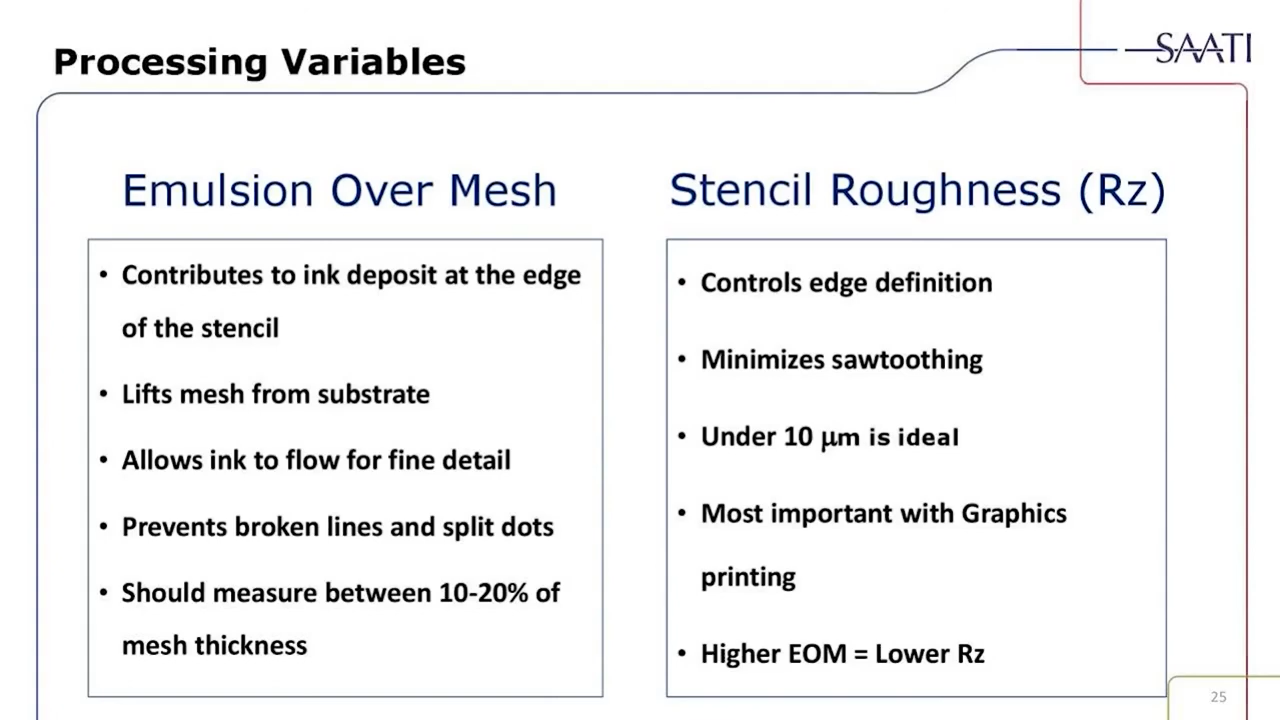 Processing Variables
SAATI
Emulsion Over Mesh
• Contributes to ink deposit at the edge
of the stencil
• Lifts mesh from substrate
• Allows ink to flow for fine detail
• Prevents broken lines and split dots
• Should measure between 10-20% of
mesh thickness
Stencil Roughness (Rz)
• Controls edge definition
• Minimizes sawtoothing
• Under 10 μm is ideal
• Most important with Graphics
printing
• Higher EOM = Lower Rz
25